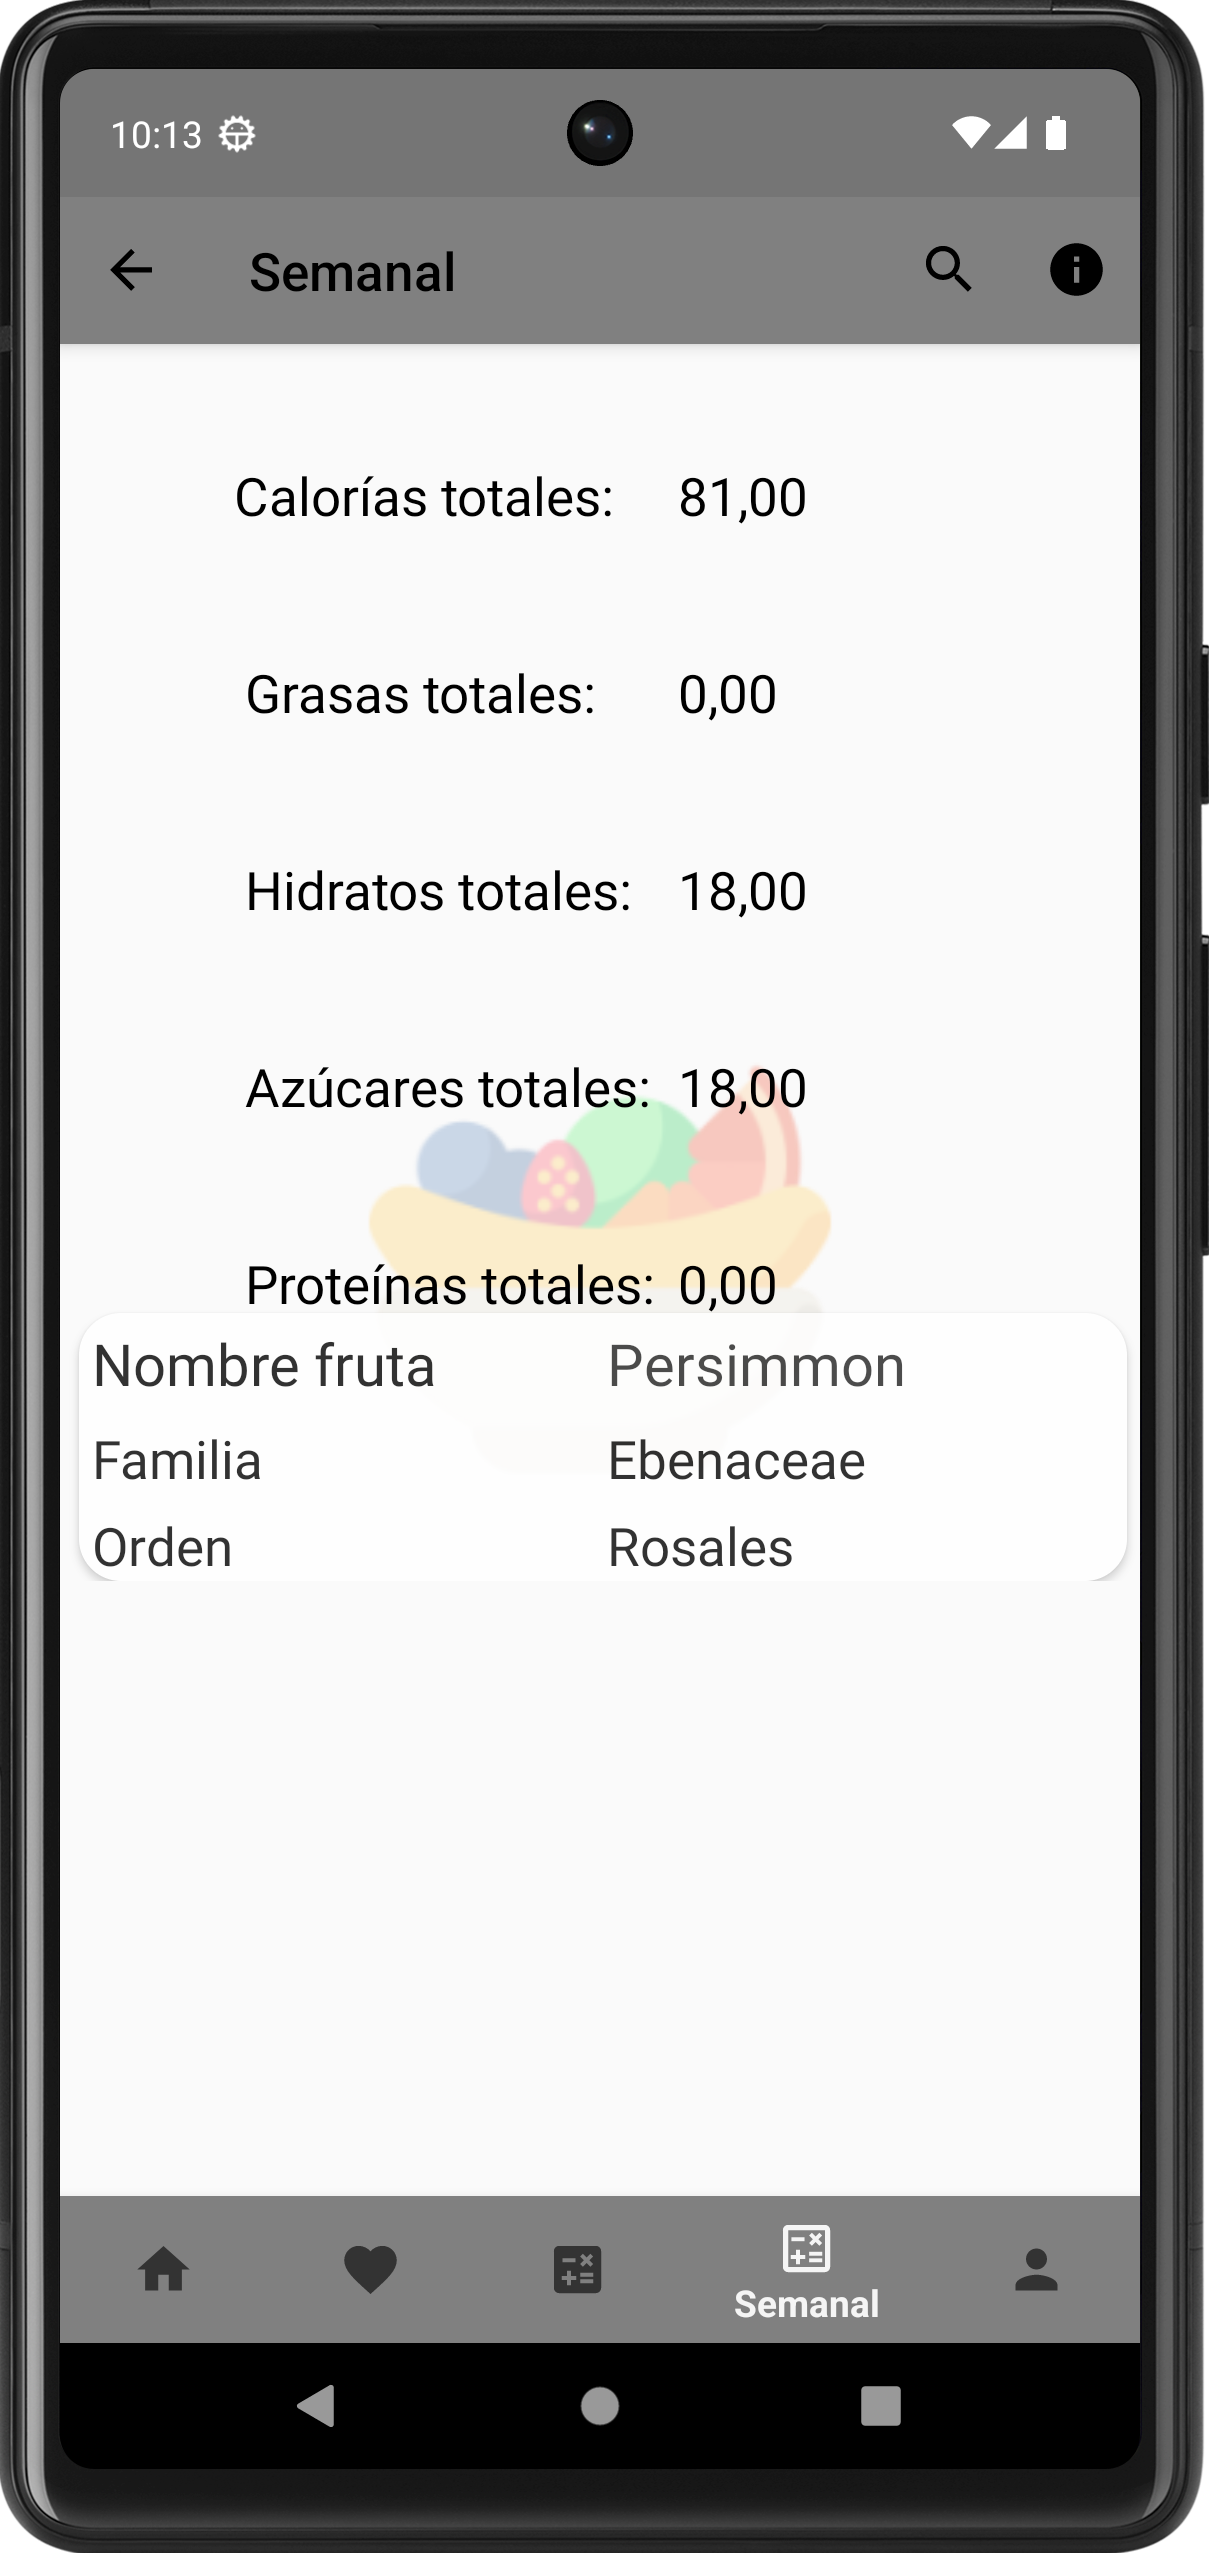 10:13
Semanal
Calorías totales: 81,00
Grasas totales: 0,00
Hidratos totales: 18,00
Azúcares totales: 18,00
Proteínas totales: 0,00
Nombre fruta Persimmon
Familia Ebenaceae
Orden Rosales
Semanal